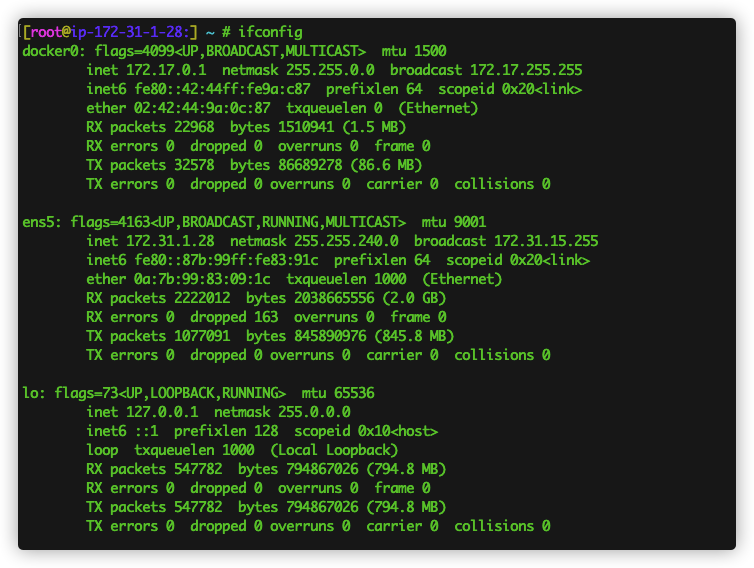 [root@ip-172-31-1-28:] ~ # ifconfig
docker0: flags=4099<UP,BROADCAST,MULTICAST>  mtu 1500
        inet 172.17.0.1  netmask 255.255.0.0  broadcast 172.17.255.255
        inet6 fe80::42:44ff:fe9a:c87  prefixlen 64  scopeid 0x20<link>
        ether 02:42:44:9a:0c:87  txqueuelen 0  (Ethernet)
        RX packets 22968  bytes 1510941 (1.5 MB)
        RX errors 0  dropped 0  overruns 0  frame 0
        TX packets 32578  bytes 86689278 (86.6 MB)
        TX errors 0  dropped 0 overruns 0  carrier 0  collisions 0

ens5: flags=4163<UP,BROADCAST,RUNNING,MULTICAST>  mtu 9001
        inet 172.31.1.28  netmask 255.255.240.0  broadcast 172.31.15.255
        inet6 fe80::87b:99ff:fe83:91c  prefixlen 64  scopeid 0x20<link>
        ether 0a:7b:99:83:09:1c  txqueuelen 1000  (Ethernet)
        RX packets 2222012  bytes 2038665556 (2.0 GB)
        RX errors 0  dropped 163  overruns 0  frame 0
        TX packets 1077091  bytes 845890976 (845.8 MB)
        TX errors 0  dropped 0 overruns 0  carrier 0  collisions 0

lo: flags=73<UP,LOOPBACK,RUNNING>  mtu 65536
        inet 127.0.0.1  netmask 255.0.0.0
        inet6 ::1  prefixlen 128  scopeid 0x10<host>
        loop  txqueuelen 1000  (Local Loopback)
        RX packets 547782  bytes 794867026 (794.8 MB)
        RX errors 0  dropped 0  overruns 0  frame 0
        TX packets 547782  bytes 794867026 (794.8 MB)
        TX errors 0  dropped 0 overruns 0  carrier 0  collisions 0